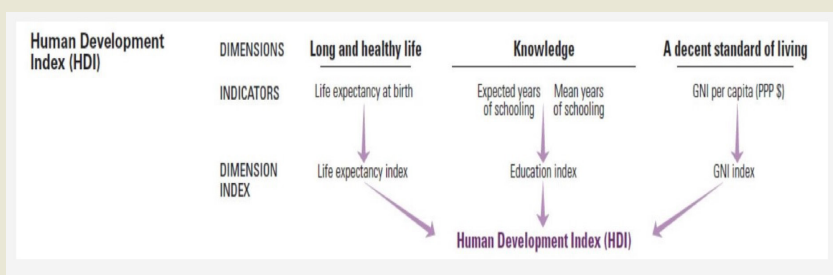 Human Development
Index (HDI)
DIMENSIONS Long and healthy life Knowledge A decent standard of living
INDICATORS Life expectancy at birth Expected years of schooling Mean years of schooling GNI per capita (PPP $)
DIMENSION
INDEX
Life expectancy index Education index GNI index
Human Development Index (HDI)